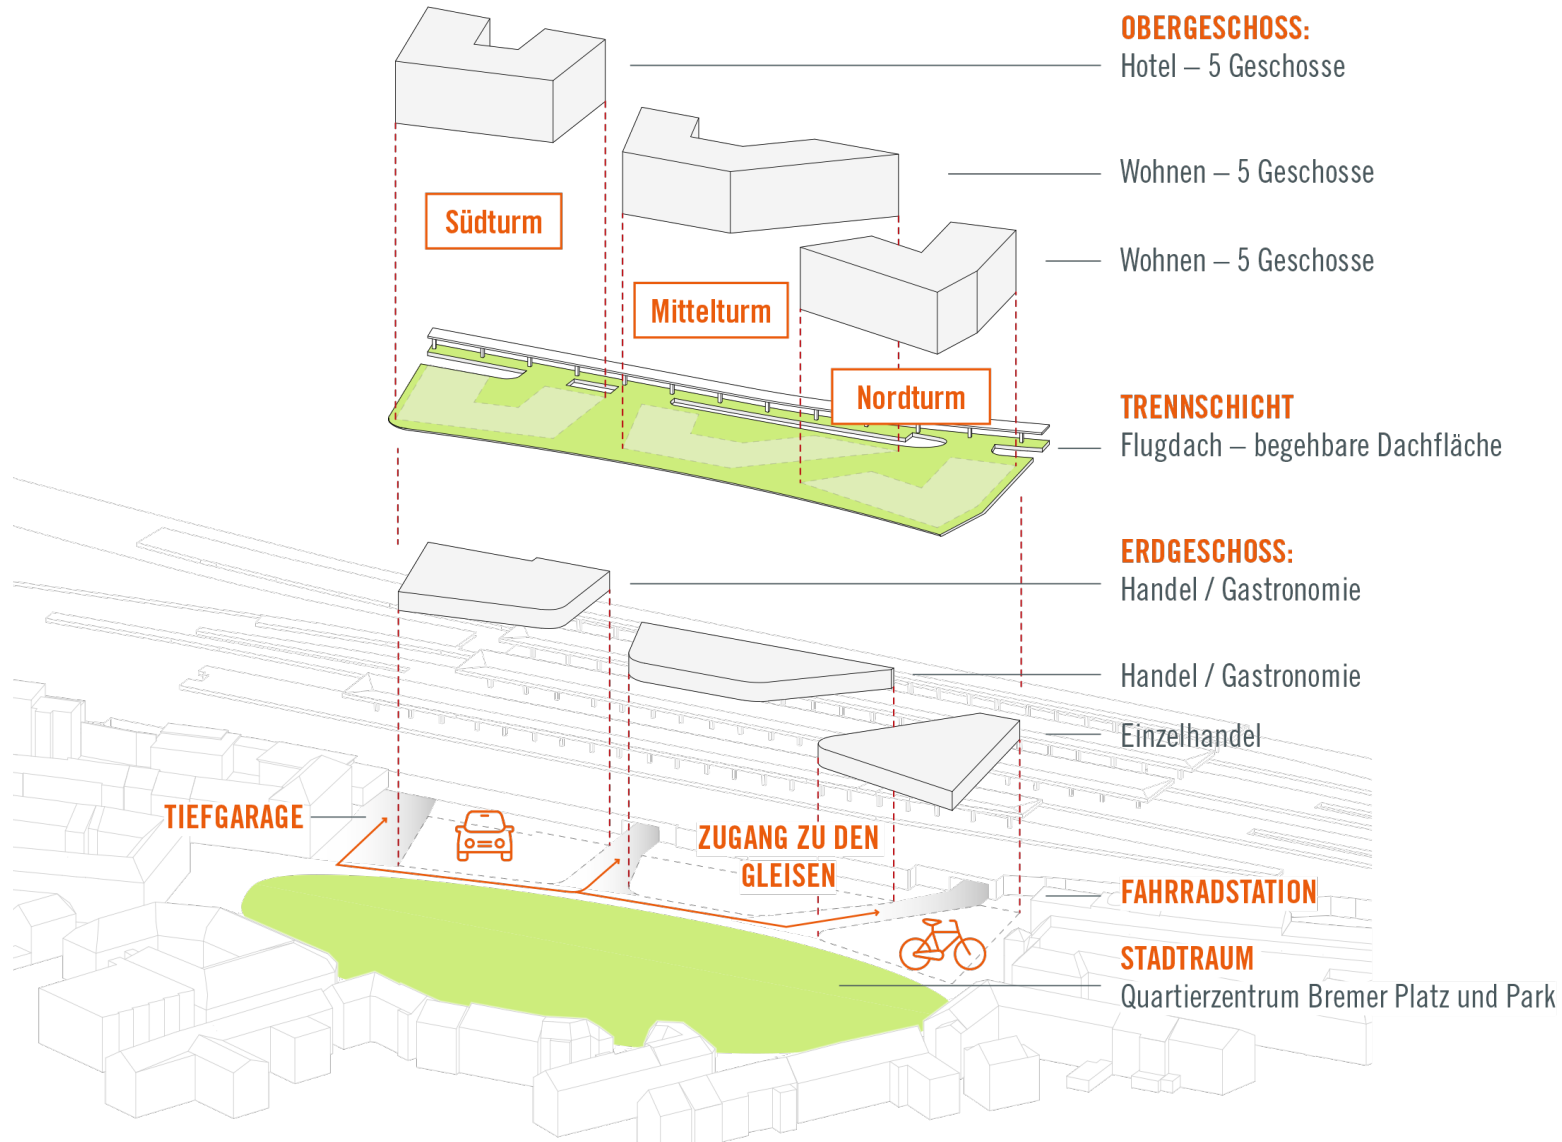 OBERGESCHOSS:
Hotel – 5 Geschosse
Wohnen – 5 Geschosse
Südturm
Wohnen – 5 Geschosse
Mittelturm
Nordturm
TRENNSCHICHT
Flugdach – begehbare Dachfläche
ERDGESCHOSS:
Handel / Gastronomie
Handel / Gastronomie
Einzelhandel
TIEFGARAGE
ZUGANG ZU DEN
GLEISEN
FAHRRADSTATION
STADTRAUM
Quartierzentrum Bremer Platz und Park